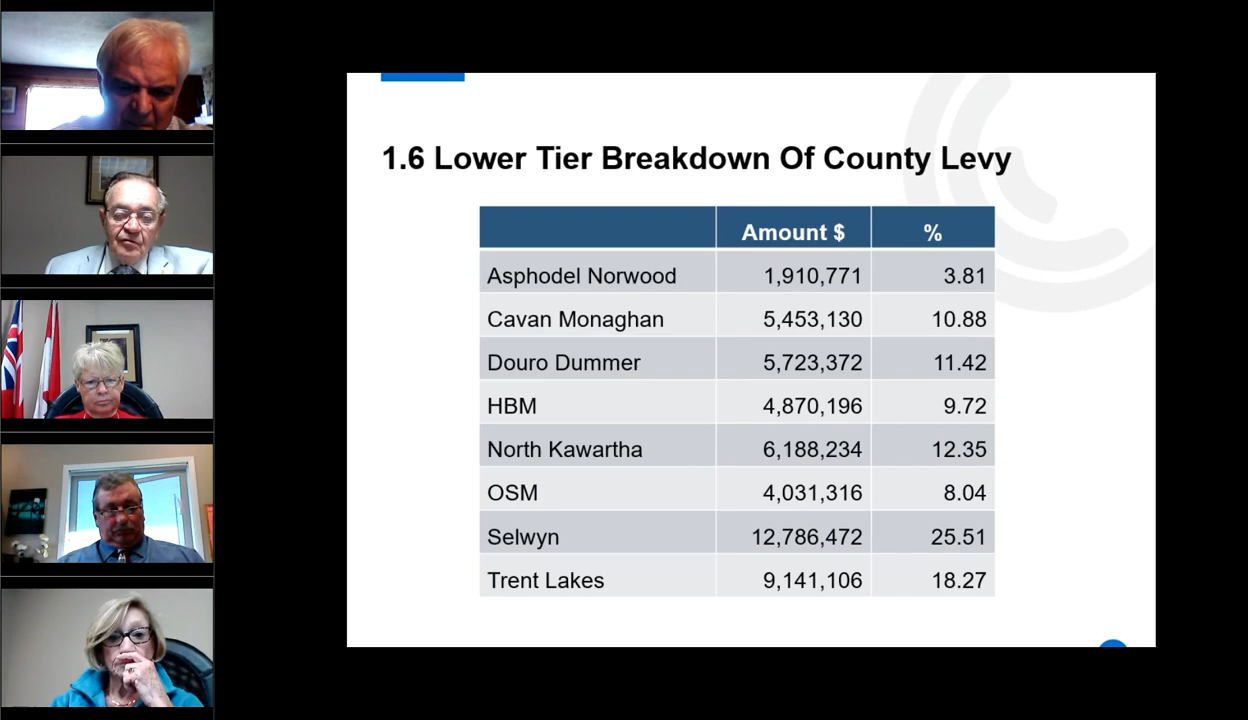 1.6 Lower Tier Breakdown Of County Levy
Amount $ %
Asphodel Norwood 1,910,771 3.81
Cavan Monaghan 5,453,130 10.88
Douro Dummer 5,723,372 11.42
HBM 4,870,196 9.72
North Kawartha 6,188,234 12.35
OSM 4,031,316 8.04
Selwyn 12,786,472 25.51
Trent Lakes 9,141,106 18.27